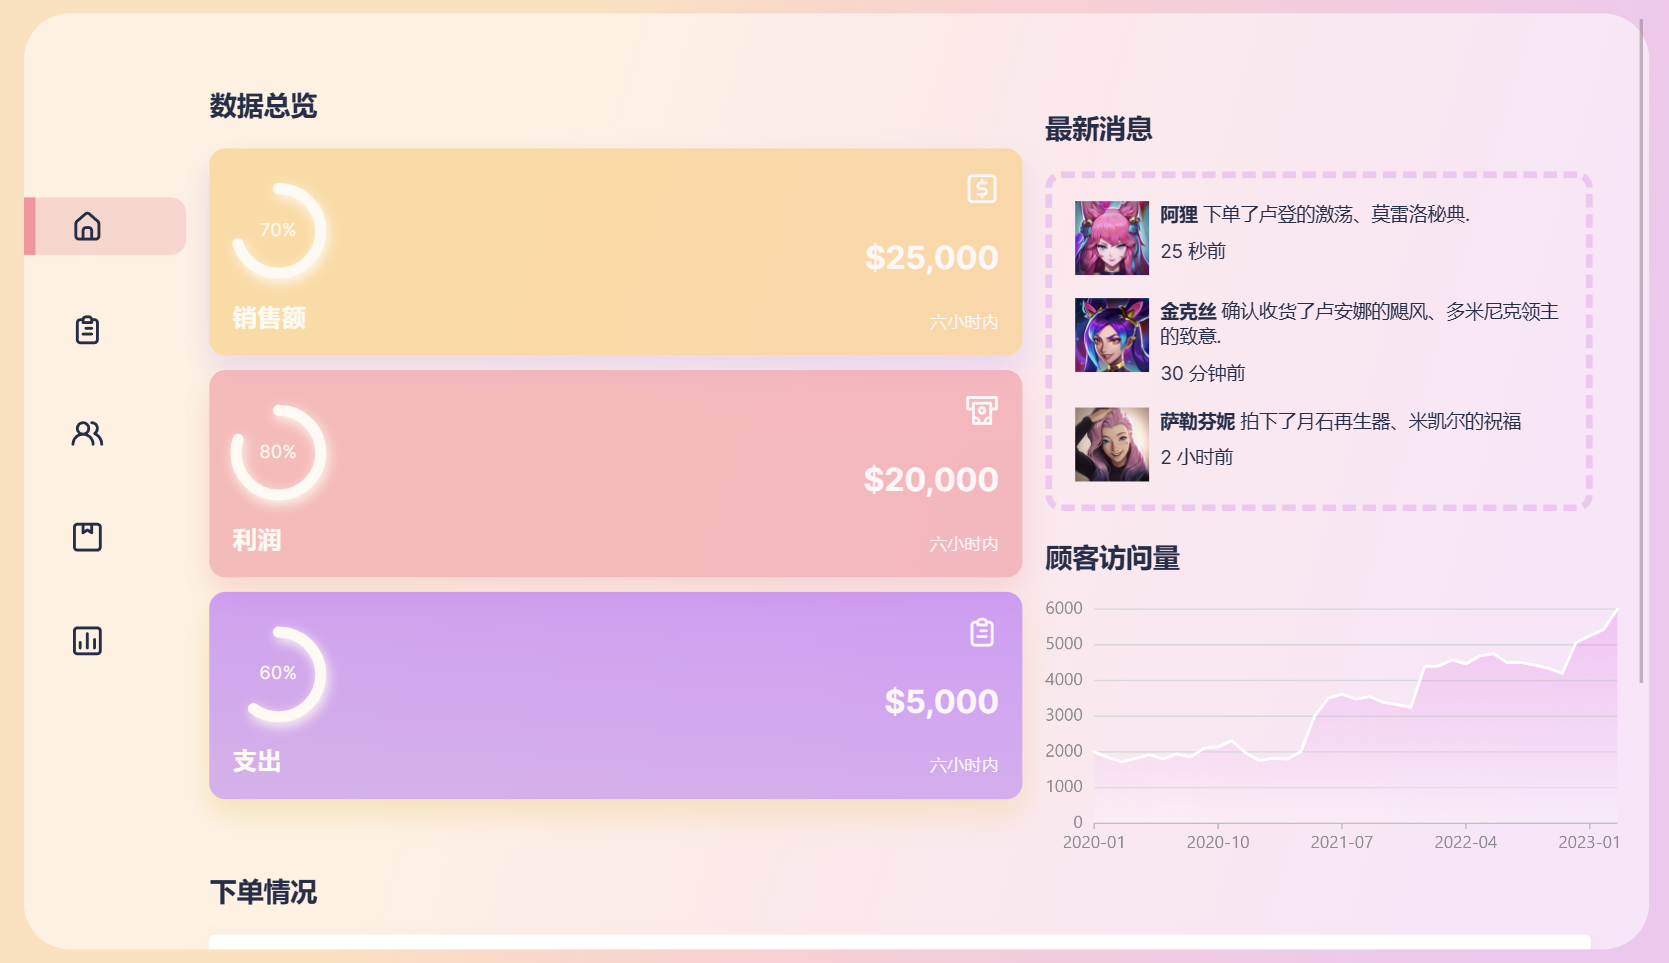 数据总览
70%
$25,000
销售额
六小时内
80%
$20,000
利润
六小时内
60%
$5,000
支出
六小时内
下单情况
最新消息
阿狸 下单了卢登的激荡、莫雷洛秘典.
25 秒前
金克丝 确认收货了卢安娜的飓风、多米尼克领主
的致意.
30 分钟前
萨勒芬妮 拍下了月石再生器、米凯尔的祝福
2 小时前
顾客访问量
6000
5000
4000
3000
2000
1000
0
2020-01 2020-10 2021-07 2022-04 2023-01